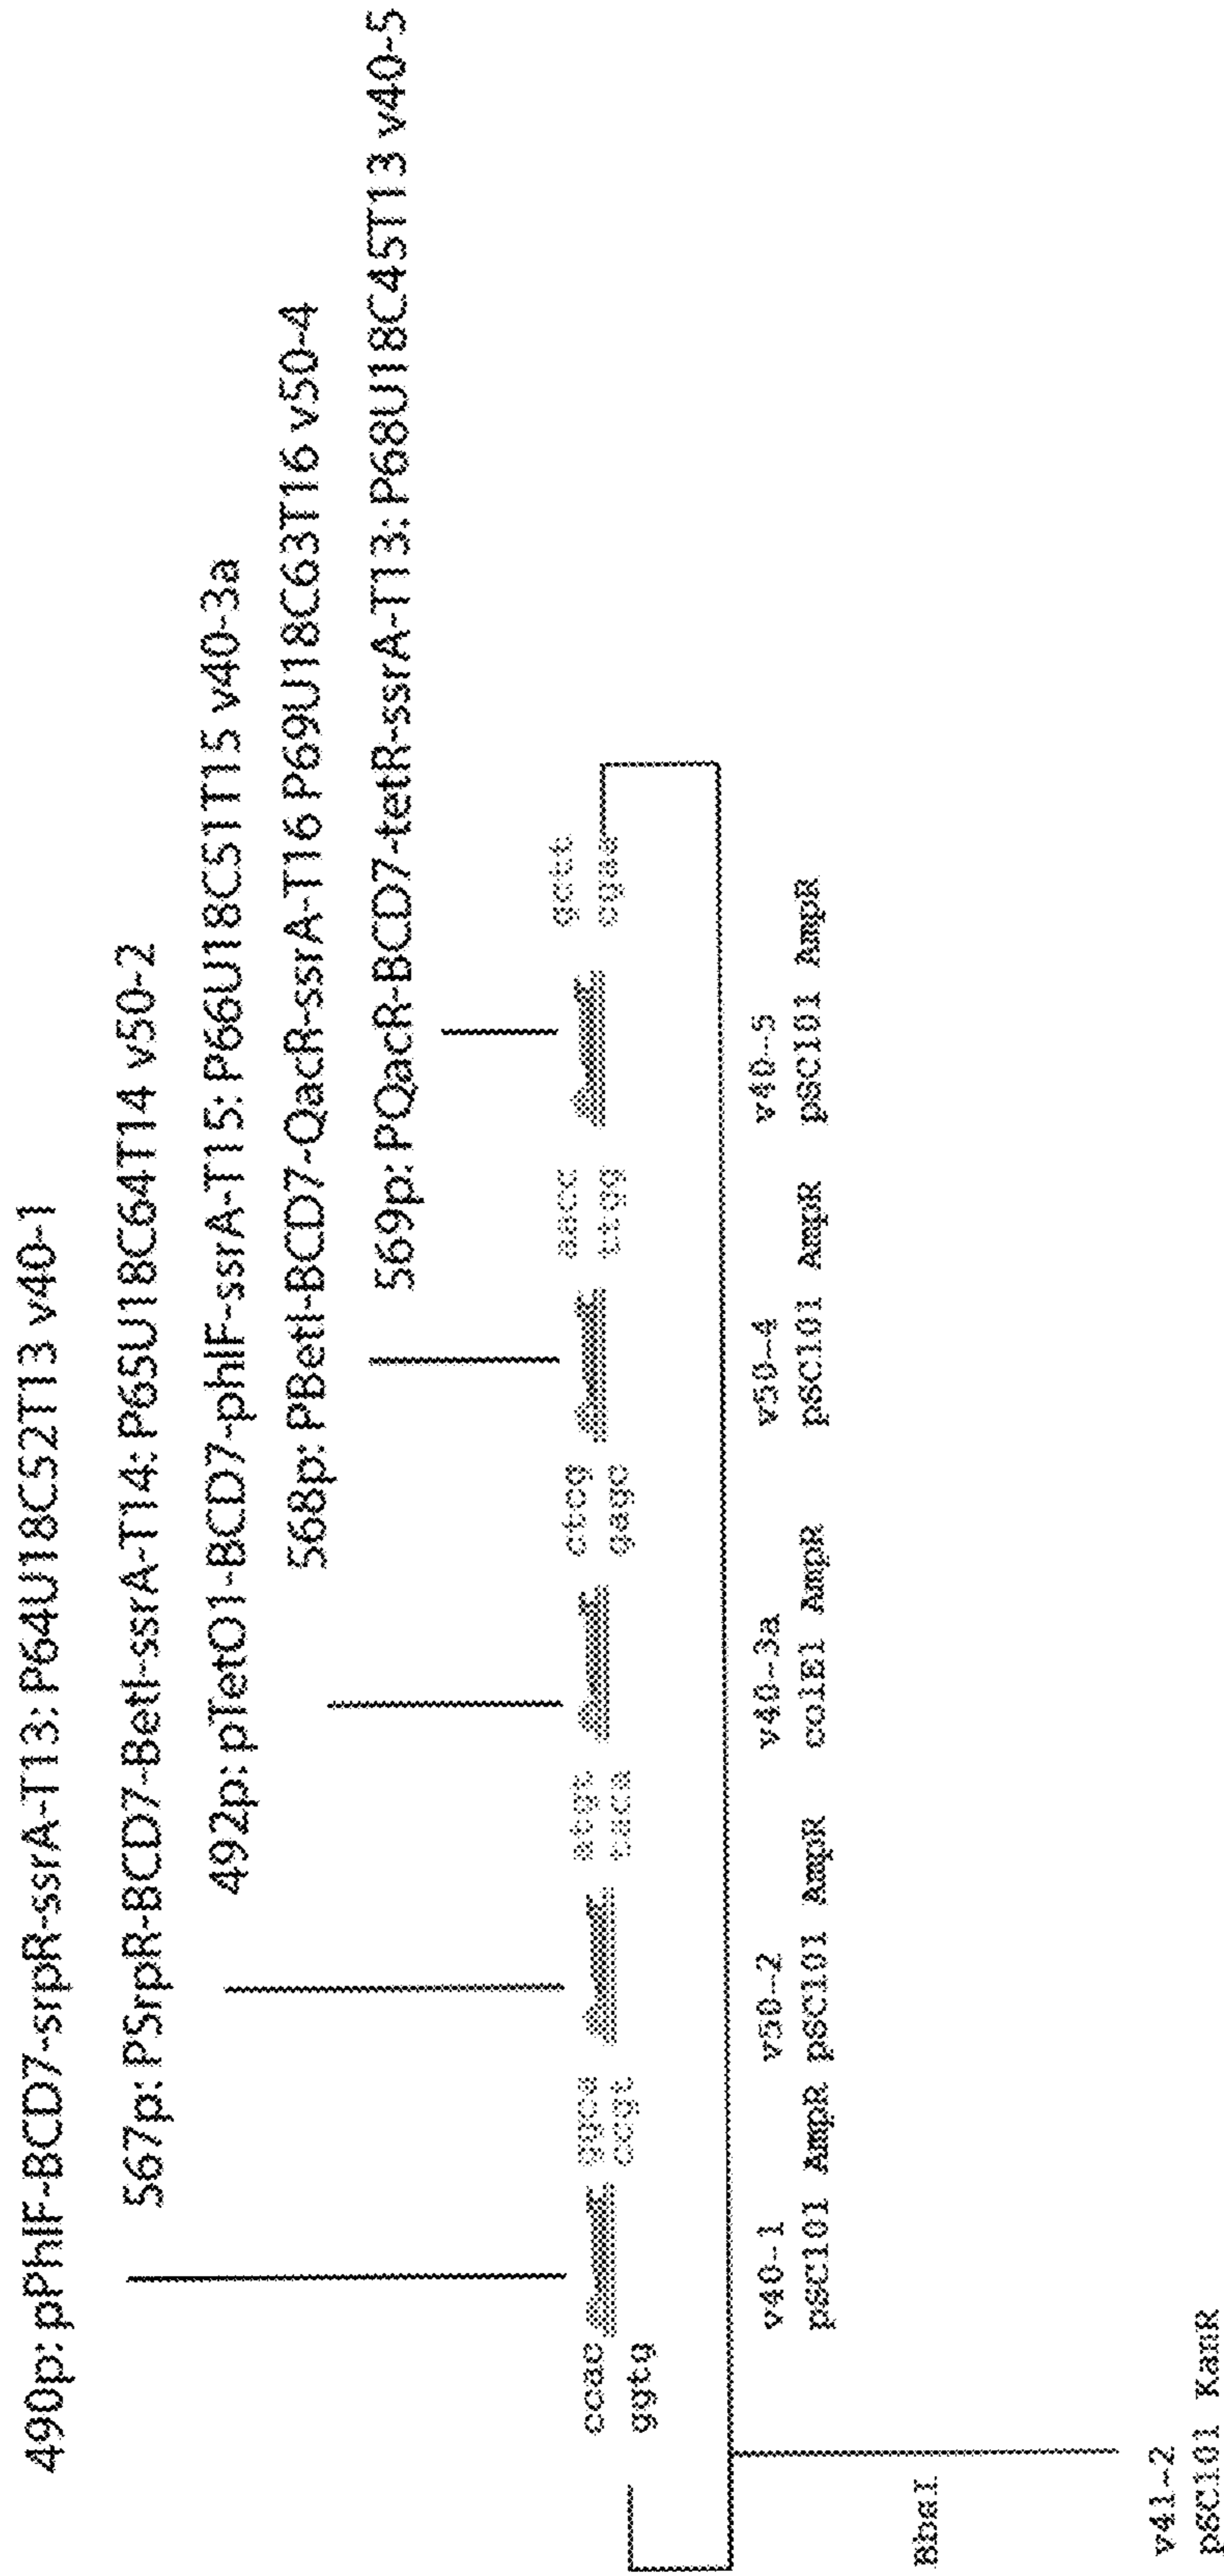 490p: pPhlF-BCD7-srpR-ssrA-T13: P64U18C52T13 v40-1
567p: PSrpR-BCD7-BetI-ssrA-T14: P65U18C64T14 v50-2
492p: pTetO1-BCD7-phlF-ssrA-T15: P66U18C51T15 v40-3a
568p: PBetI-BCD7-QacR-ssrA-T16 P69U18C63T16 v50-4
569p: PQacR-BCD7-tetR-ssrA-T13: P68U18C45T13 v40-5
ccac ggca atgt ctcg aacc gctt
ggtg ccgt taca gagc ttgg cgaa
v40-1 v50-2 v40-3a v50-4 v40-5
pSC101 AmpR pSC101 AmpR colE1 AmpR pSC101 AmpR pSC101 AmpR
BbsI
v41-2
pSC101 KanR